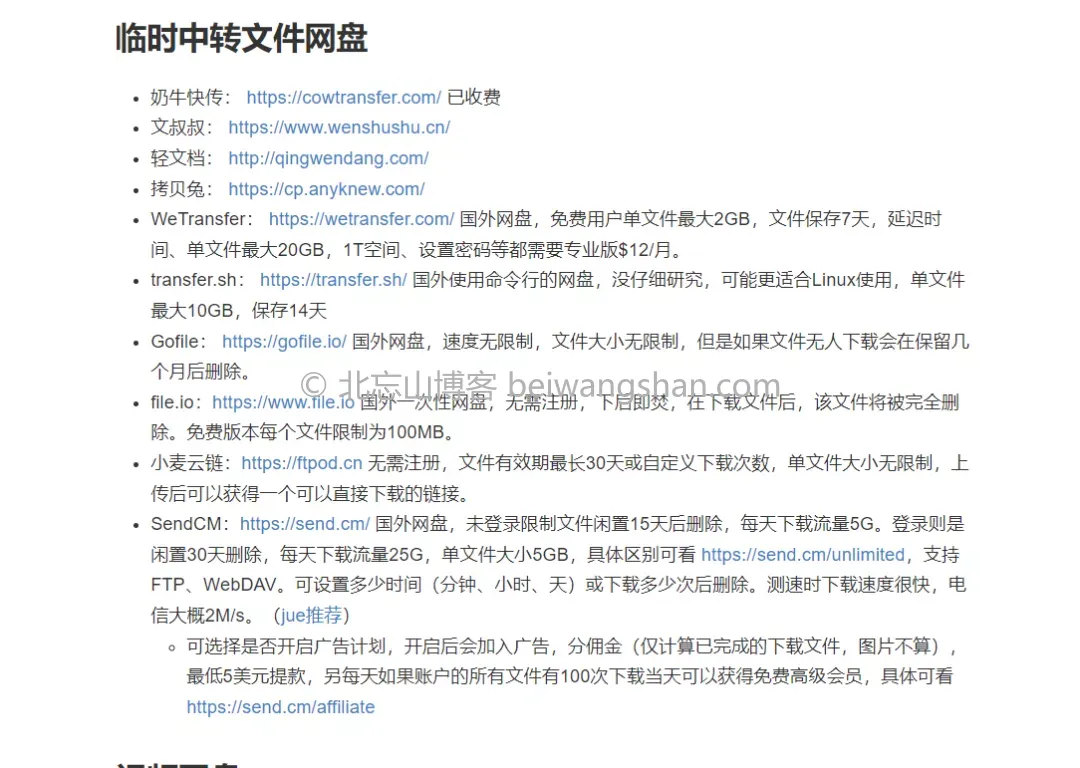 临时中转文件网盘
奶牛快传： https://cowtransfer.com/ 已收费
文叔叔： https://www.wenshushu.cn/
轻文档： http://qingwendang.com/
拷贝兔： https://cp.anyknew.com/
WeTransfer： https://wetransfer.com/ 国外网盘，免费用户单文件最大2GB，文件保存7天，延迟时
间、单文件最大20GB，1T空间、设置密码等都需要专业版$12/月。
transfer.sh： https://transfer.sh/ 国外使用命令行的网盘，没仔细研究，可能更适合Linux使用，单文件
最大10GB，保存14天
Gofile： https://gofile.io/ 国外网盘，速度无限制，文件大小无限制，但是如果文件无人下载会在保留几
个月后删除。
© 北忘山博客 beiwangshan.com
file.io：https://www.file.io 国外一次性网盘，无需注册，下后即焚，在下载文件后，该文件将被完全删
除。免费版本每个文件限制为100MB。
小麦云链：https://ftpod.cn 无需注册，文件有效期最长30天或自定义下载次数，单文件大小无限制，上
传后可以获得一个可以直接下载的链接。
SendCM：https://send.cm/ 国外网盘，未登录限制文件闲置15天后删除，每天下载流量5G。登录则是
闲置30天删除，每天下载流量25G，单文件大小5GB，具体区别可看 https://send.cm/unlimited，支持
FTP、WebDAV。可设置多少时间（分钟、小时、天）或下载多少次后删除。测速时下载速度很快，电
信大概2M/s。（jue推荐）
可选择是否开启广告计划，开启后会加入广告，分佣金（仅计算已完成的下载文件，图片不算），
最低5美元提款，另每天如果账户的所有文件有100次下载当天可以获得免费高级会员，具体可看
https://send.cm/affiliate